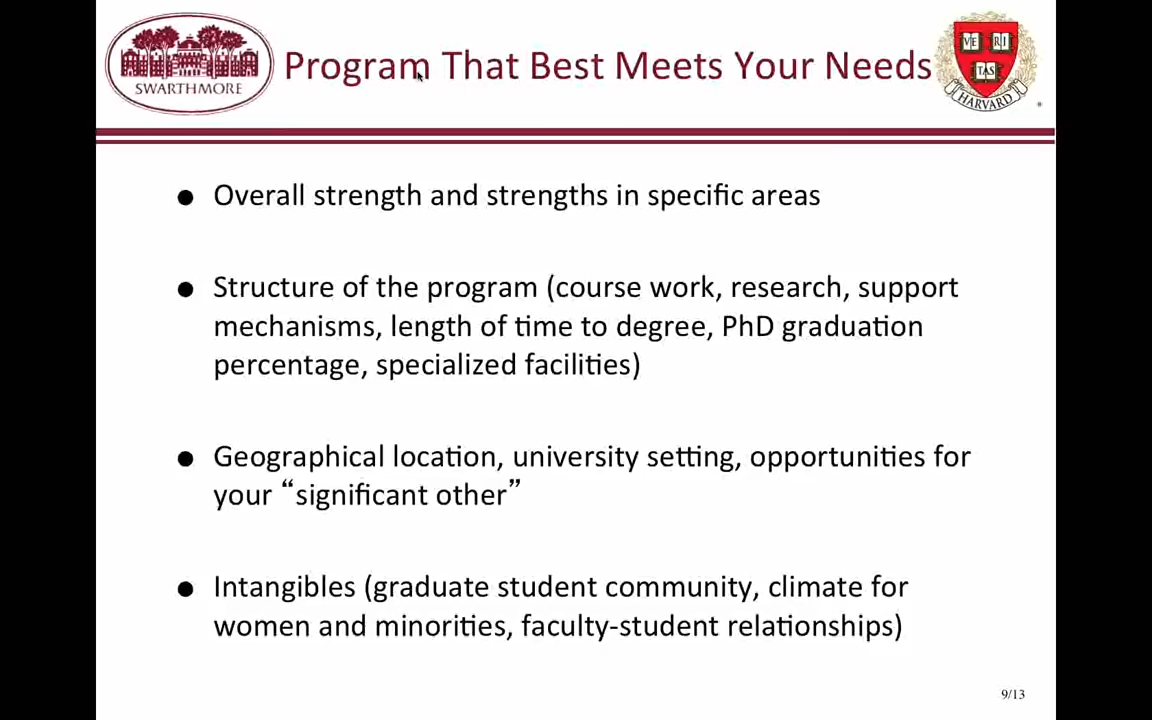 Program That Best Meets Your Needs
SWARTHMORE
VE RI
TAS
HARVARD
● Overall strength and strengths in specific areas
● Structure of the program (course work, research, support
mechanisms, length of time to degree, PhD graduation
percentage, specialized facilities)
● Geographical location, university setting, opportunities for
your “significant other”
● Intangibles (graduate student community, climate for
women and minorities, faculty-student relationships)
9/13